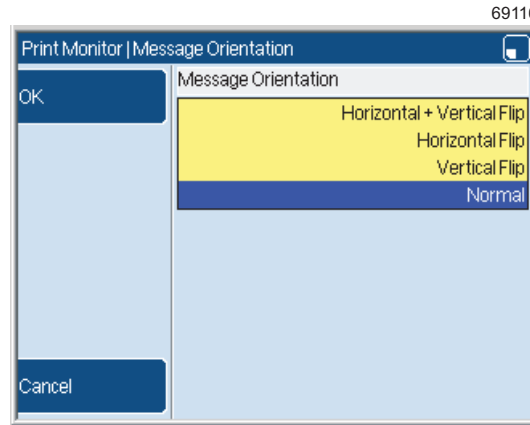 6911
Print Monitor | Message Orientation
OK
Message Orientation
Horizontal + Vertical Flip
Horizontal Flip
Vertical Flip
Normal
Cancel